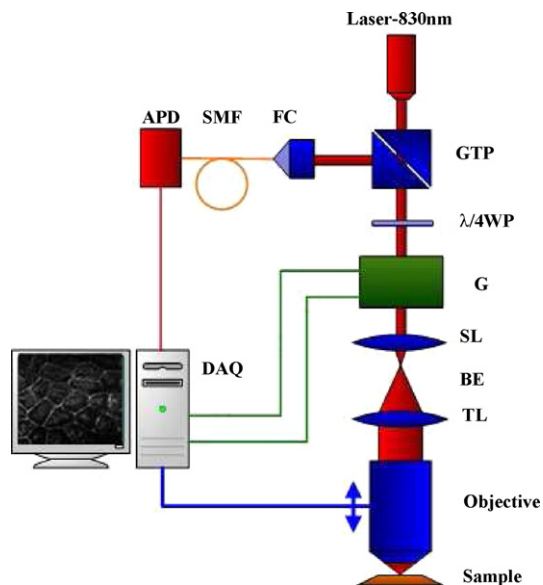 Laser-830nm
APD
SMF
FC
GTP
λ/4WP
G
SL
DAQ
BE
TL
Objective
Sample